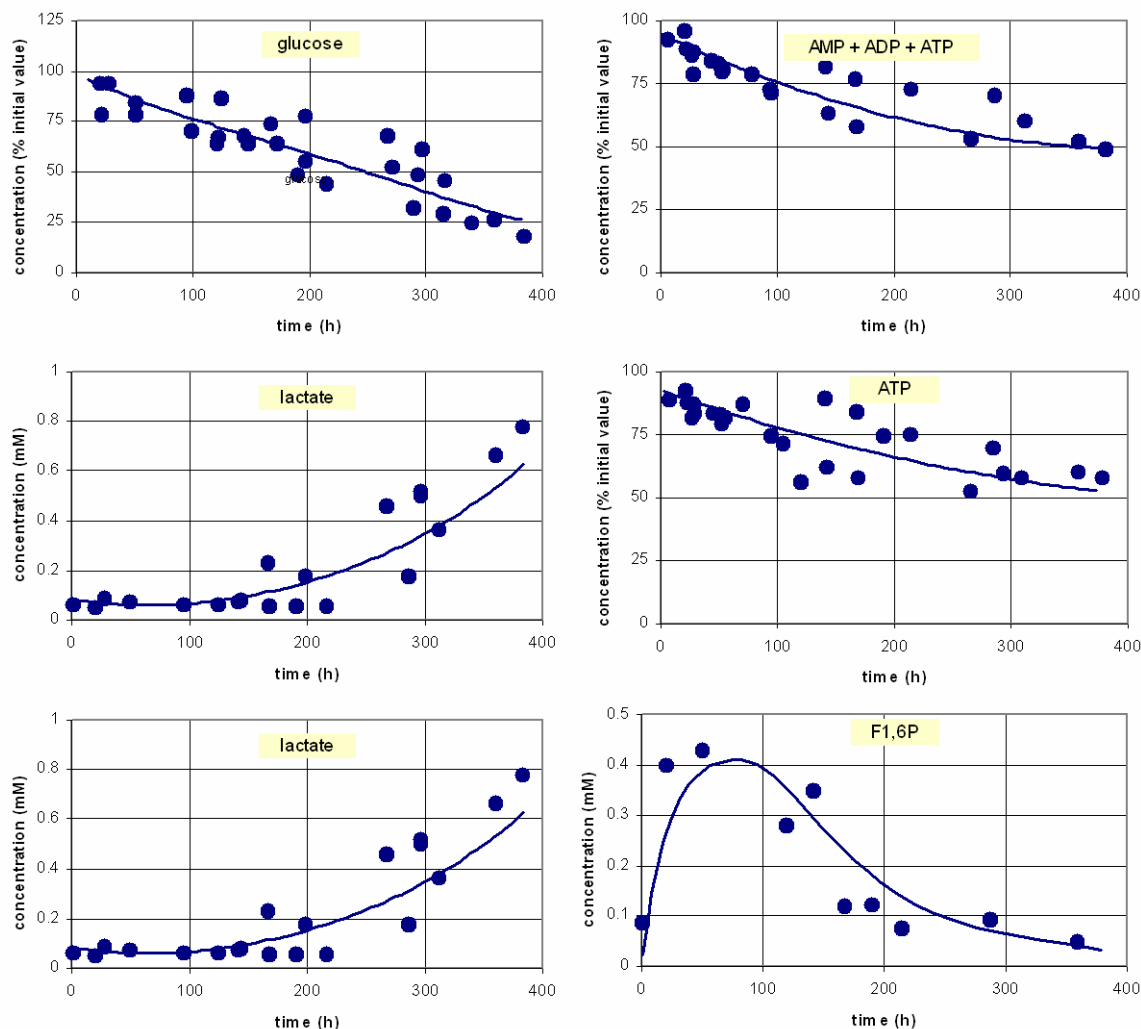 glucose
concentration (% initial value)
125
100
75
50
25
0
glucose
0 100 200 300 400
time (h)
AMP + ADP + ATP
concentration (% initial value)
100
75
50
25
0
0 100 200 300 400
time (h)
lactate
concentration (mM)
1
0.8
0.6
0.4
0.2
0
0 100 200 300 400
time (h)
ATP
concentration (% initial value)
100
75
50
25
0
0 100 200 300 400
time (h)
lactate
concentration (mM)
1
0.8
0.6
0.4
0.2
0
0 100 200 300 400
time (h)
F1,6P
concentration (mM)
0.5
0.4
0.3
0.2
0.1
0
0 100 200 300 400
time (h)